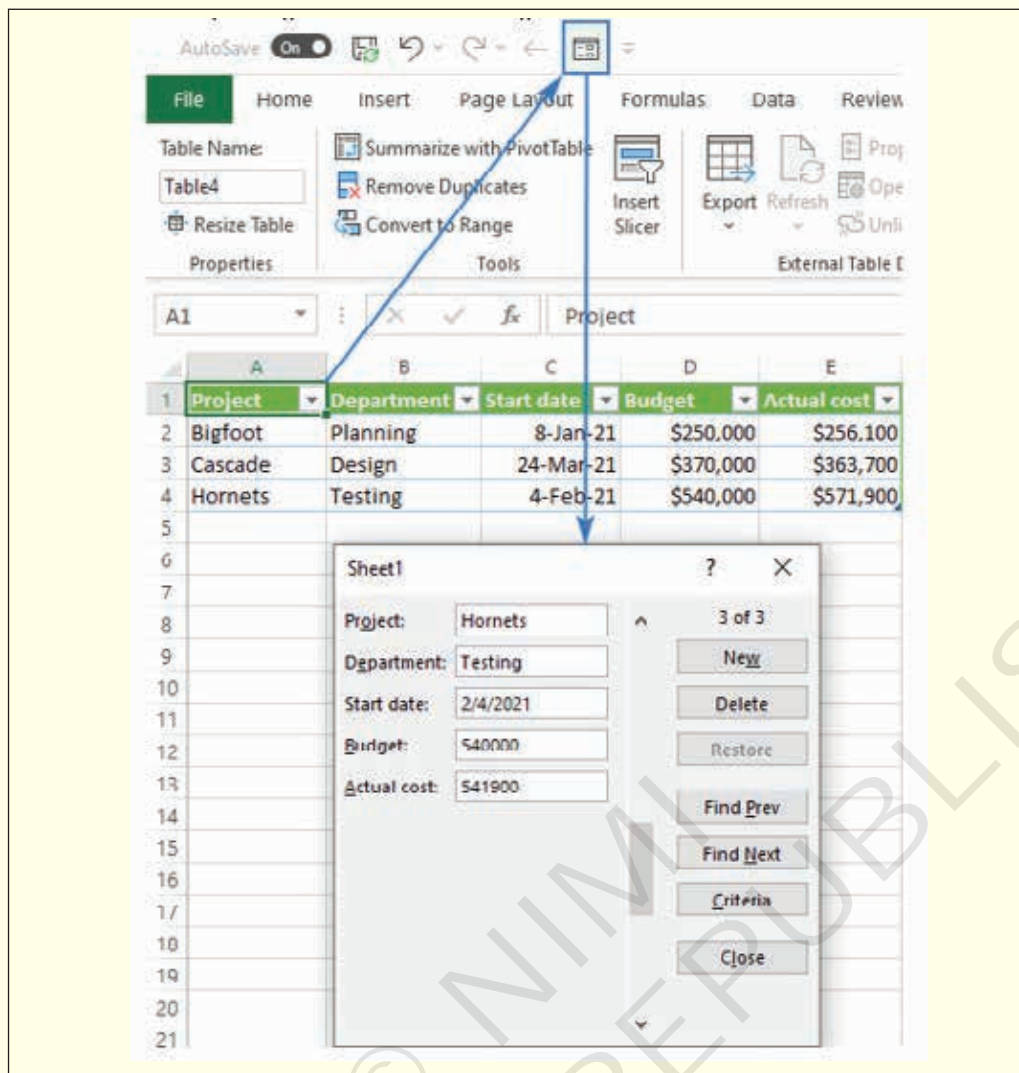 AutoSave On
File Home Insert Page Layout Formulas Data Review
Table Name:
Table4
Resize Table
Properties
Summarize with PivotTable
Remove Duplicates
Convert to Range
Tools
Insert
Slicer
Export Refresh
Prop
Ope
Unli
External Table D
A1 fx Project
A B C D E
1 Project Department Start date Budget Actual cost
2 Bigfoot Planning 8-Jan-21 $250,000 $256,100
3 Cascade Design 24-Mar-21 $370,000 $363,700
4 Hornets Testing 4-Feb-21 $540,000 $571,900
5
6
7
8
9
10
11
12
13
14
15
16
17
18
19
20
21
Sheet1 ?
Project: Hornets
Department: Testing
Start date: 2/4/2021
Budget: 540000
Actual cost: 541900
3 of 3
New
Delete
Restore
Find Prev
Find Next
Criteria
Close
© NIMI
REPUBLIS